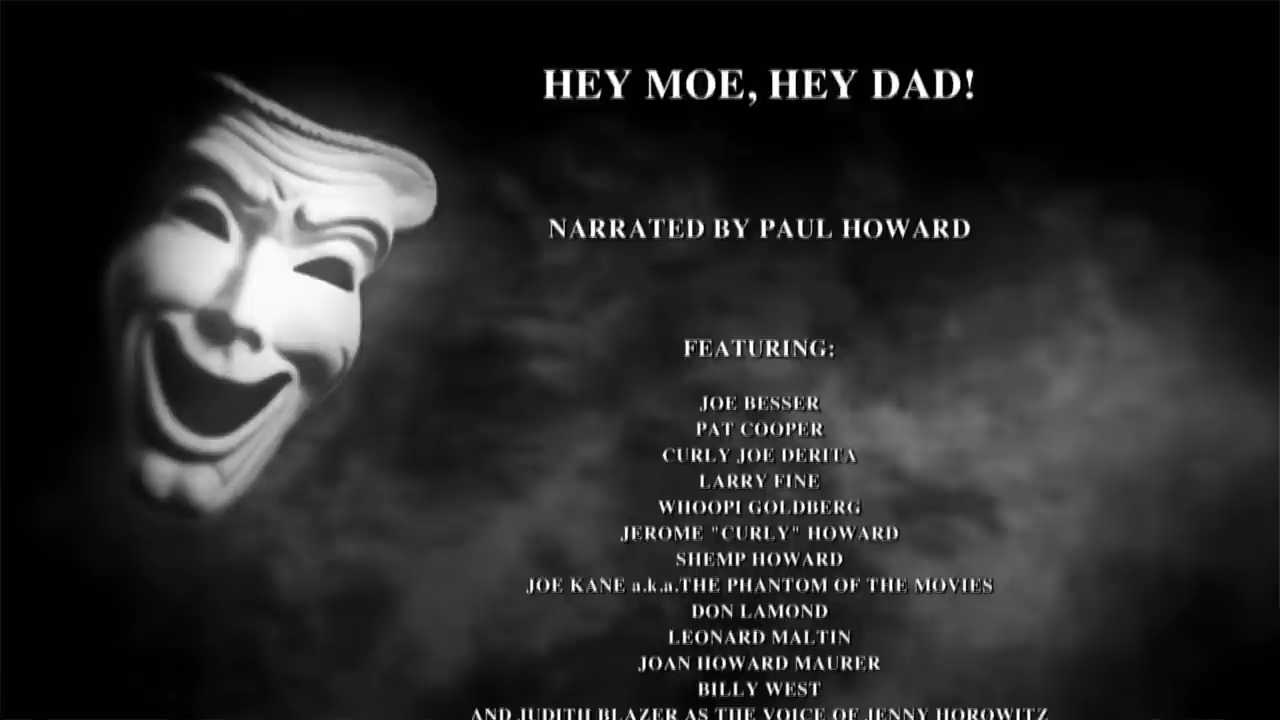 HEY MOE, HEY DAD!
NARRATED BY PAUL HOWARD
FEATURING:
JOE BESSER
PAT COOPER
CURLY JOE DERITA
LARRY FINE
WHOOPI GOLDBERG
JEROME "CURLY" HOWARD
SHEMP HOWARD
JOE KANE a.k.a.THE PHANTOM OF THE MOVIES
DON LAMOND
LEONARD MALTIN
JOAN HOWARD MAURER
BILLY WEST
AND JUDITH BLAZER AS THE VOICE OF JENNY HOROWITZ